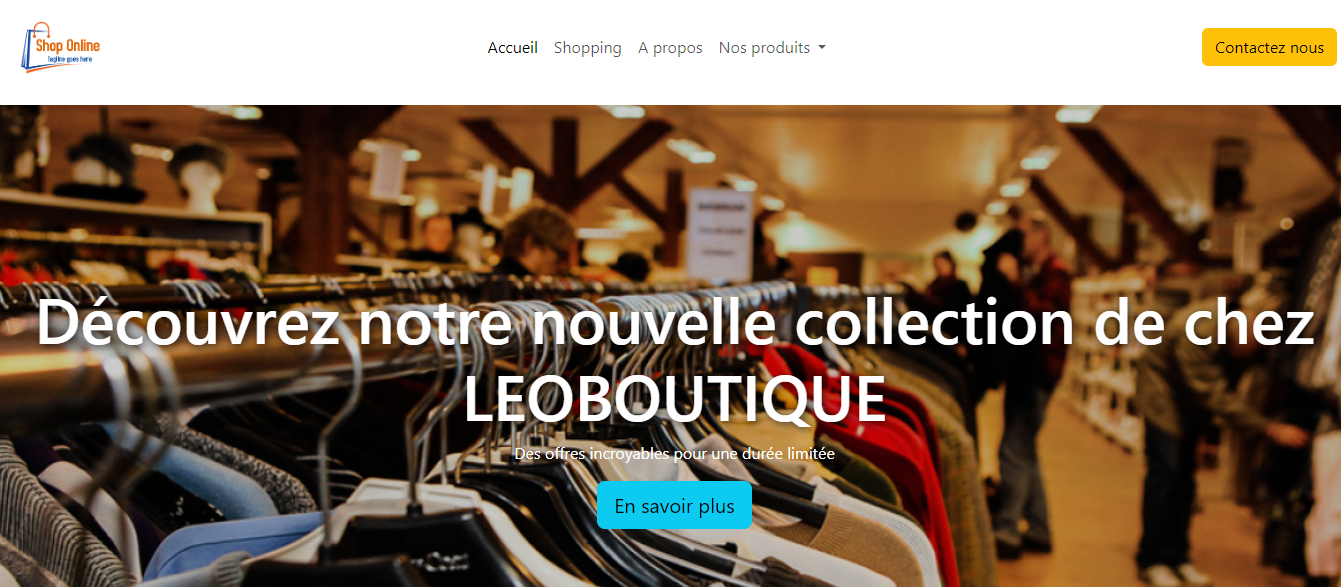 Shop Online
Tagline goes here
Accueil
Shopping
A propos
Nos produits
Contactez nous
Découvrez notre nouvelle collection de chez
LEOBOUTIQUE
Des offres incroyables pour une durée limitée
En savoir plus